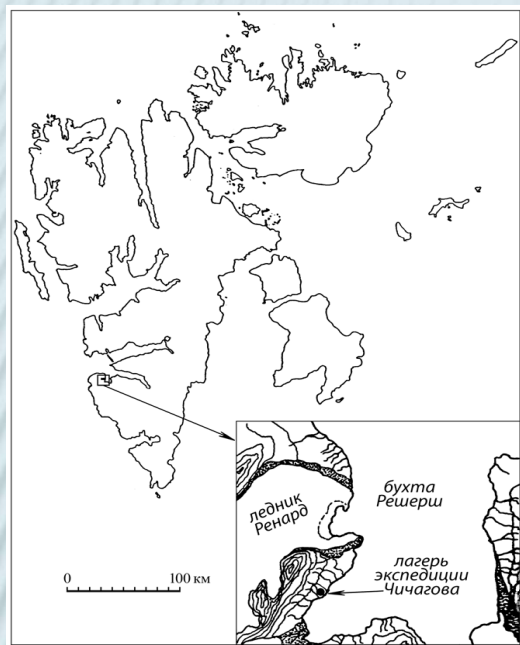 ледник
Ренард
бухта
Решерш
лагерь
экспедиции
Чичагова
0 100 км